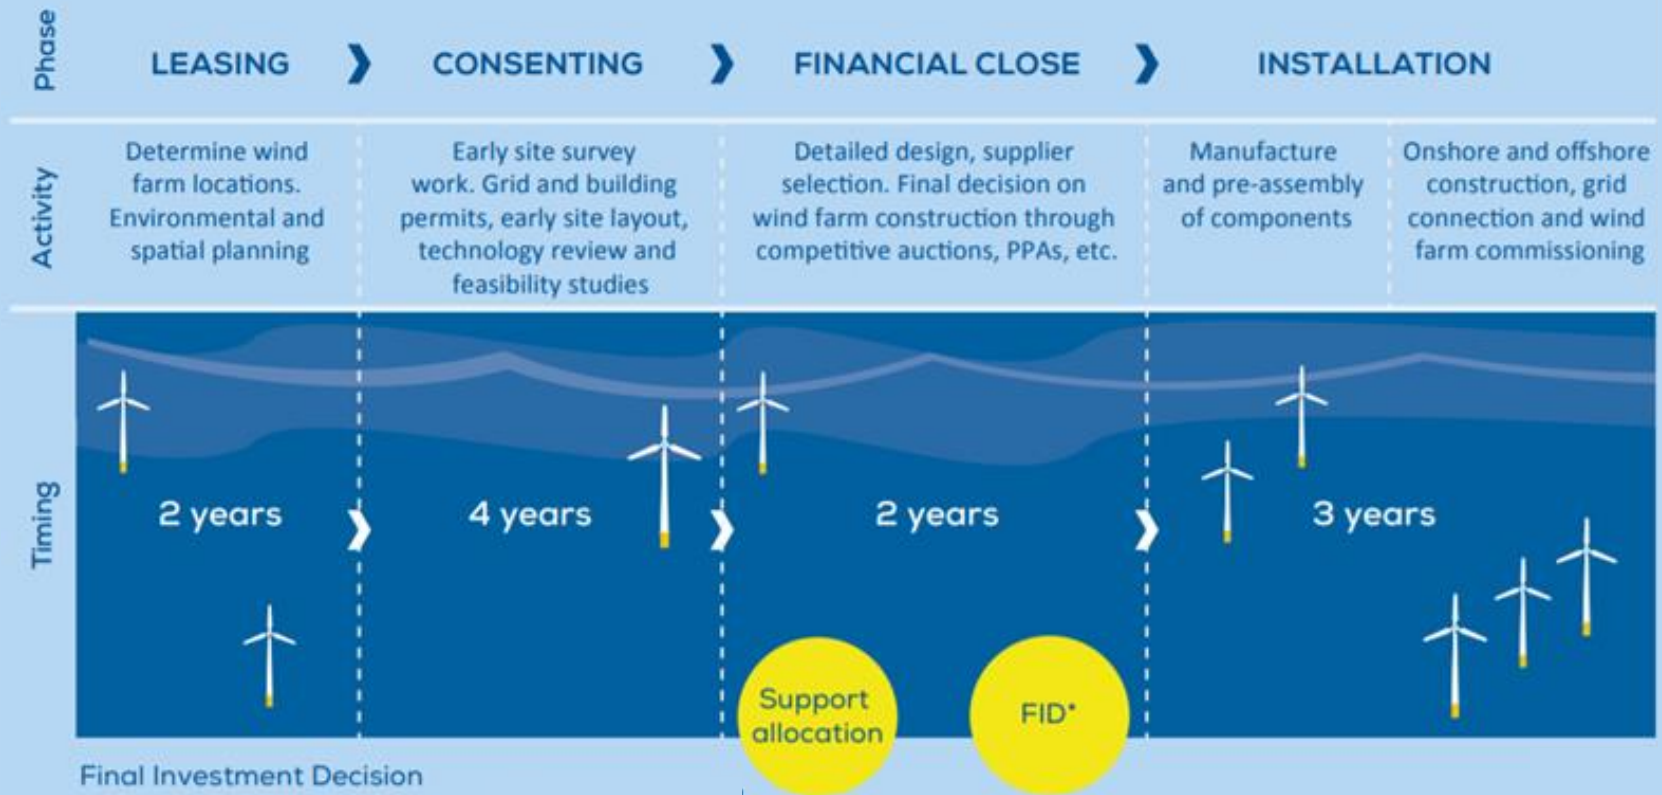 Phase
LEASING
CONSENTING
FINANCIAL CLOSE
INSTALLATION
Activity
Determine wind
farm locations.
Environmental and
spatial planning
Early site survey
work. Grid and building
permits, early site layout,
technology review and
feasibility studies
Detailed design, supplier
selection. Final decision on
wind farm construction through
competitive auctions, PPAs, etc.
Manufacture
and pre-assembly
of components
Onshore and offshore
construction, grid
connection and wind
farm commissioning
Timing
2 years
4 years
2 years
3 years
Support
allocation
FID*
Final Investment Decision